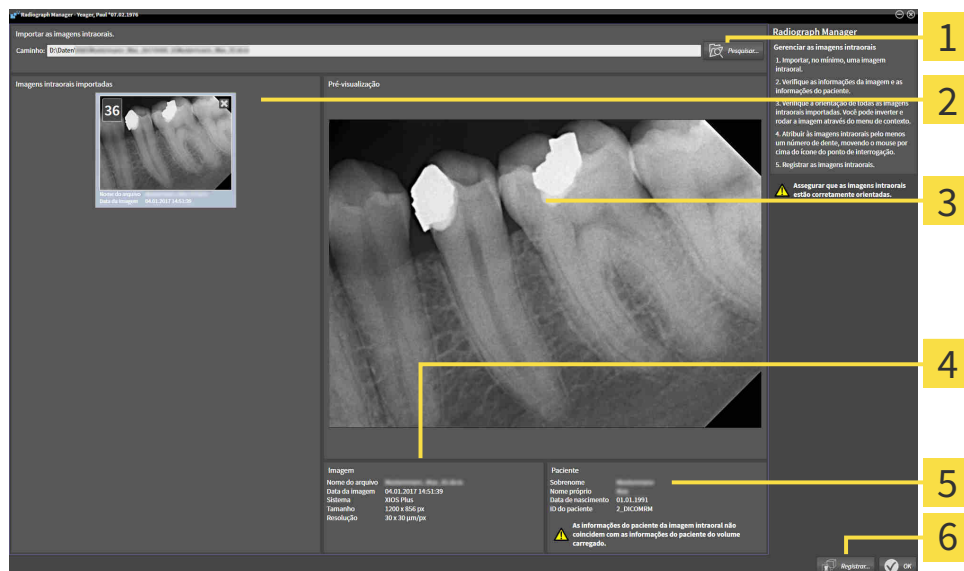 Radiograph Manager - Yeager, Paul *07.02.1976
Importar as imagens intraorais.
Caminho: D:\Daten\
Pesquisar...
Imagens intraorais importadas
36
Nome do arquivo
Data da imagem 04.01.2017 14:51:39
Pré-visualização
Imagem
Nome do arquivo
Data da imagem 04.01.2017 14:51:39
Sistema XIOS Plus
Tamanho 1200 x 856 px
Resolução 30 x 30 µm/px
Paciente
Sobrenome
Nome próprio
Data de nascimento 01.01.1991
ID do paciente 2_DICOMRM
As informações do paciente da imagem intraoral não
coincidem com as informações do paciente do volume
carregado.
Radiograph Manager
Gerenciar as imagens intraorais
1. Importar, no mínimo, uma imagem
intraoral.
2. Verifique as informações da imagem e as
informações do paciente.
3. Verifique a orientação de todas as imagens
intraorais importadas. Você pode inverter e
rodar a imagem através do menu de contexto.
4. Atribuir às imagens intraorais pelo menos
um número de dente, movendo o mouse por
cima do ícone do ponto de interrogação.
5. Registrar as imagens intraorais.
Assegurar que as imagens intraorais
estão corretamente orientadas.
Registrar...
OK
1
2
3
4
5
6